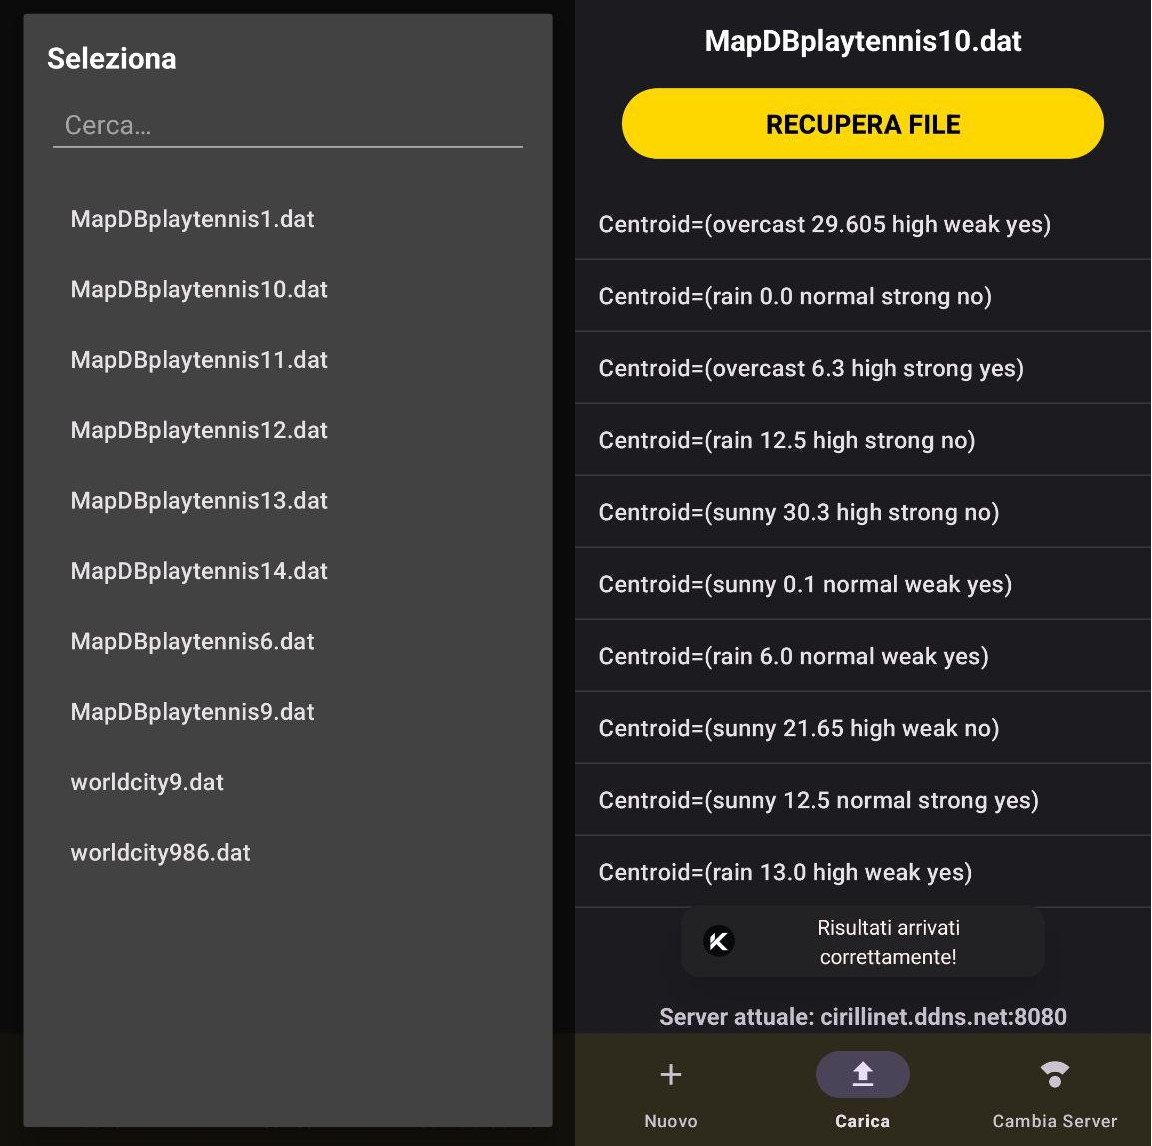 Seleziona
Cerca...
MapDBplaytennis1.dat
MapDBplaytennis10.dat
MapDBplaytennis11.dat
MapDBplaytennis12.dat
MapDBplaytennis13.dat
MapDBplaytennis14.dat
MapDBplaytennis6.dat
MapDBplaytennis9.dat
worldcity9.dat
worldcity986.dat
MapDBplaytennis10.dat
RECUPERA FILE
Centroid=(overcast 29.605 high weak yes)
Centroid=(rain 0.0 normal strong no)
Centroid=(overcast 6.3 high strong yes)
Centroid=(rain 12.5 high strong no)
Centroid=(sunny 30.3 high strong no)
Centroid=(sunny 0.1 normal weak yes)
Centroid=(rain 6.0 normal weak yes)
Centroid=(sunny 21.65 high weak no)
Centroid=(sunny 12.5 normal strong yes)
Centroid=(rain 13.0 high weak yes)
Risultati arrivati
correttamente!
Server attuale: cirillinet.ddns.net:8080
Nuovo
Carica
Cambia Server